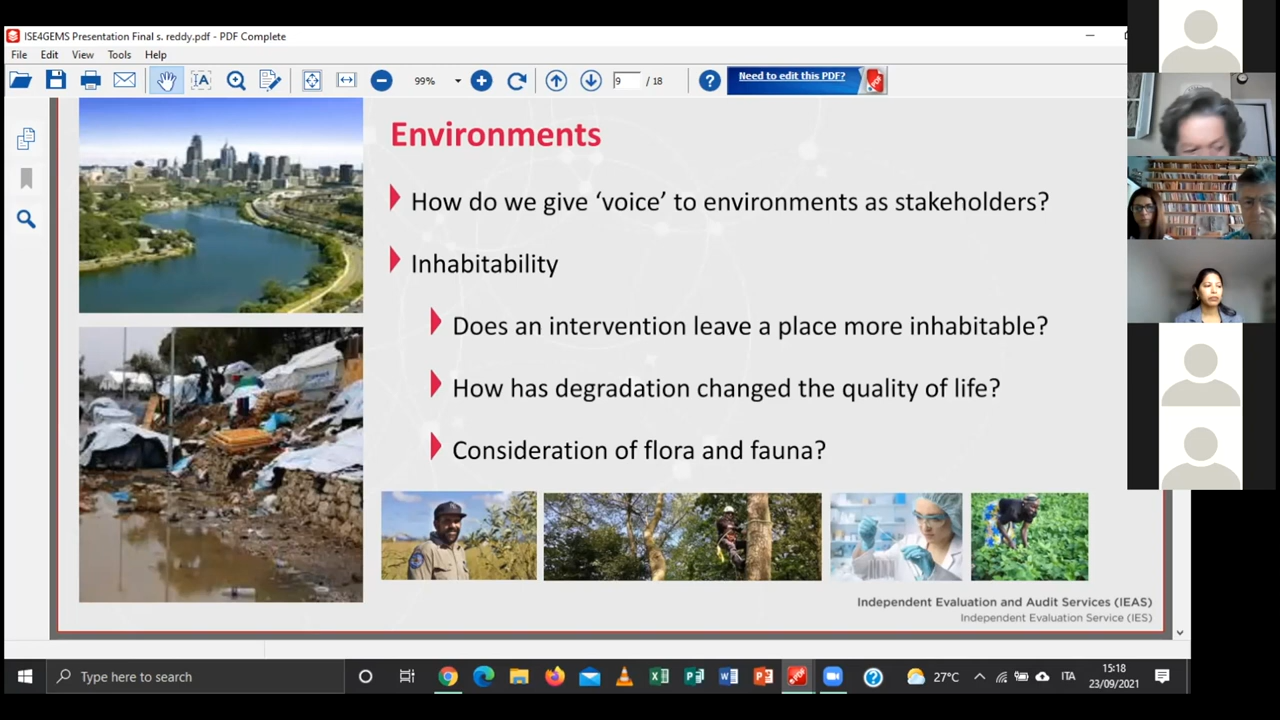 ISE4GEMS Presentation Final s. reddy.pdf - PDF Complete
File Edit View Tools Help
99% 9 / 18 Need to edit this PDF?
Environments
How do we give ‘voice’ to environments as stakeholders?
Inhabitability
Does an intervention leave a place more inhabitable?
How has degradation changed the quality of life?
Consideration of flora and fauna?
Independent Evaluation and Audit Services (IEAS)
Independent Evaluation Service (IES)
Type here to search
27°C
ITA
15:18
23/09/2021